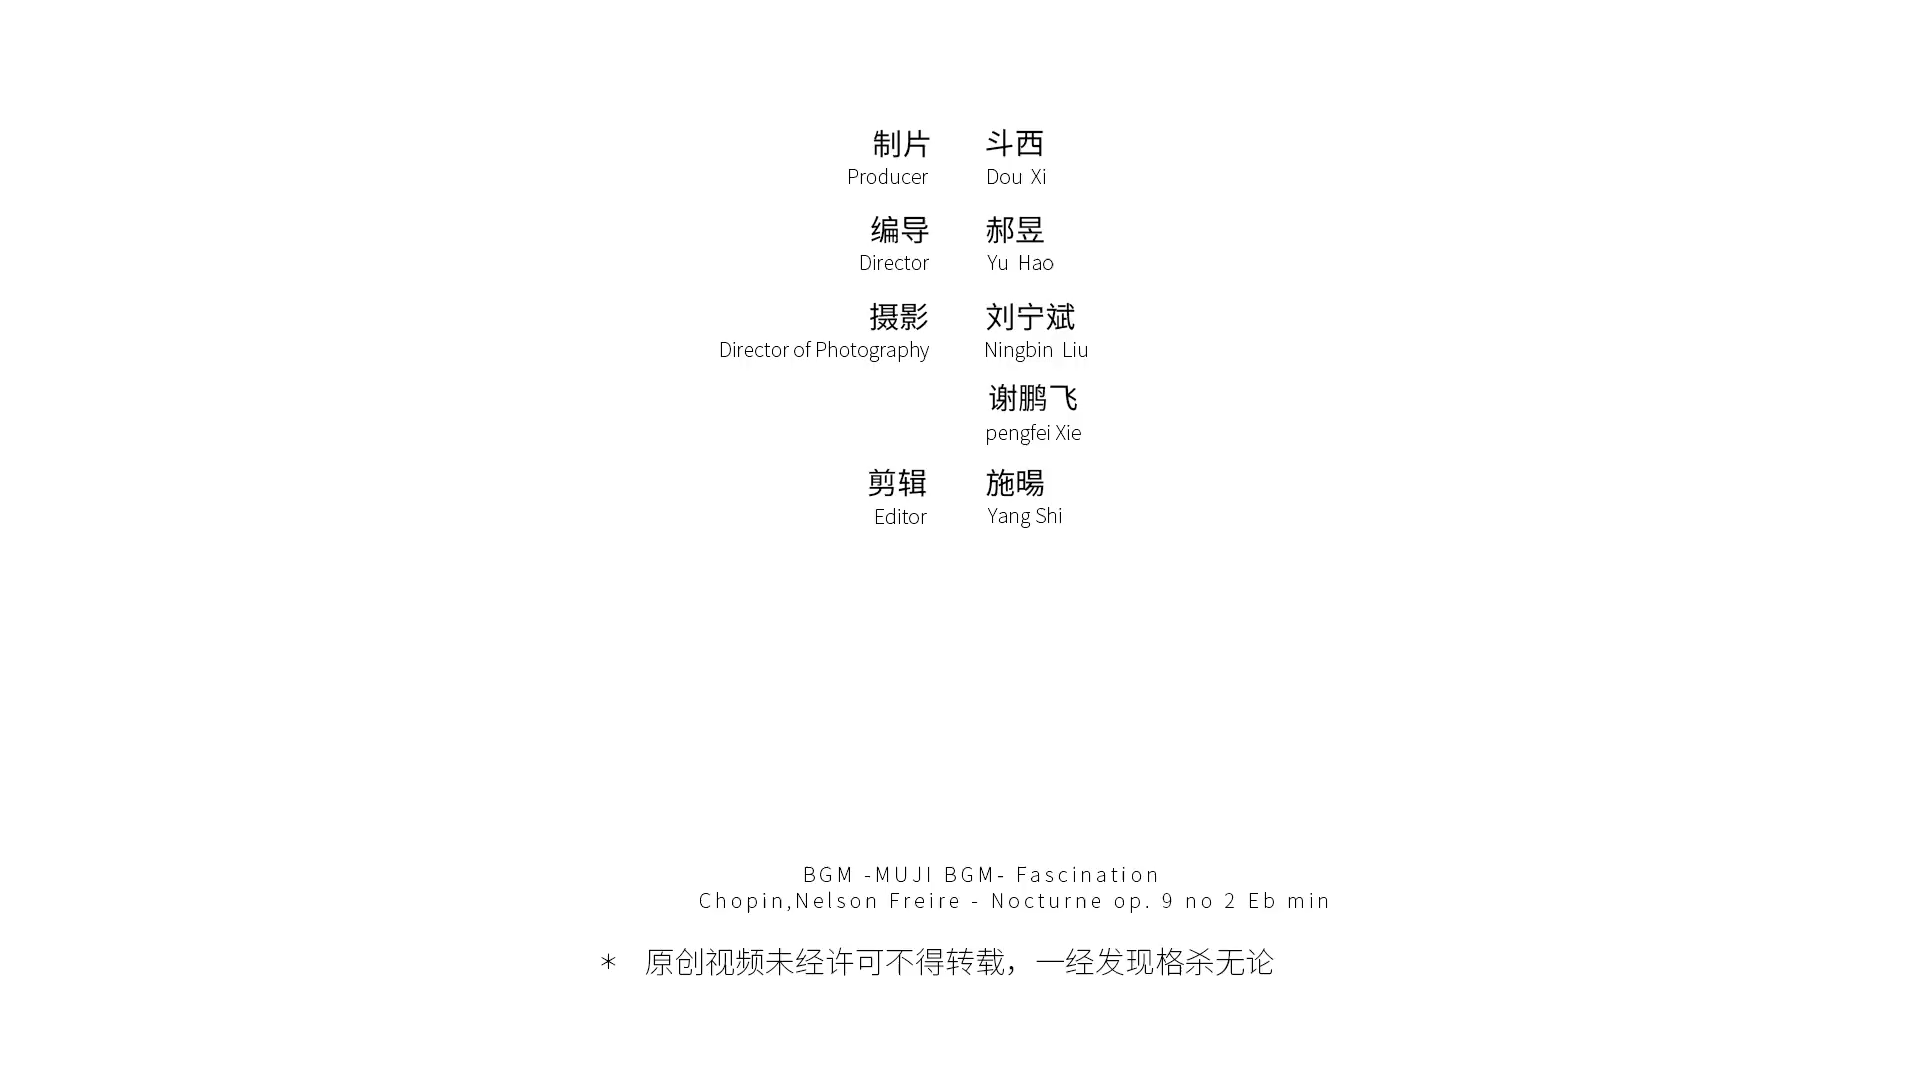 制片 斗西
Producer Dou Xi
编导 郝昱
Director Yu Hao
摄影 刘宁斌
Director of Photography Ningbin Liu
谢鹏飞
pengfei Xie
剪辑 施暘
Editor Yang Shi
BGM -MUJI BGM- Fascination
Chopin,Nelson Freire - Nocturne op. 9 no 2 Eb min
* 原创视频未经许可不得转载，一经发现格杀无论